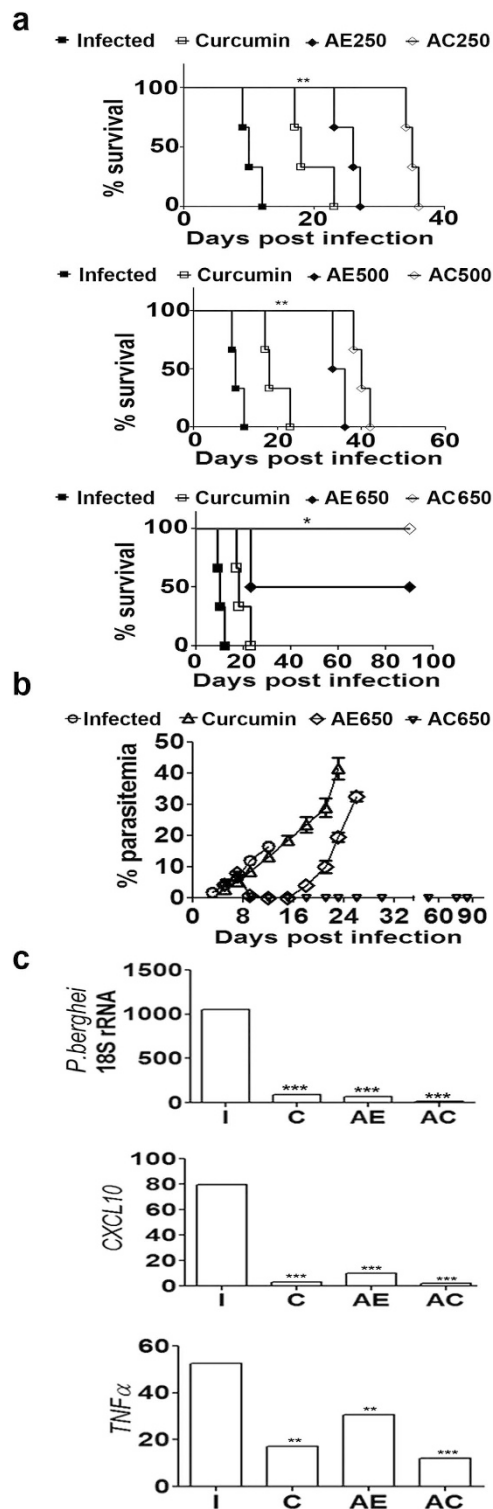 a
Infected Curcumin AE250 AC250
**
% survival
100
50
0
0 20 40
Days post infection
Infected Curcumin AE500 AC500
**
% survival
100
50
0
0 20 40 60
Days post infection
Infected Curcumin AE650 AC650
*
% survival
100
50
0
0 20 40 60 80 100
Days post infection
b
Infected Curcumin AE650 AC650
% parasitemia
50
40
30
20
10
0
0 8 16 24 32 60 90
Days post infection
c
P.berghei
18S rRNA
1500
1000
500
0
*** *** ***
I C AE AC
CXCL10
100
80
60
40
20
0
*** *** ***
I C AE AC
TNFα
60
40
20
0
** ** ***
I C AE AC